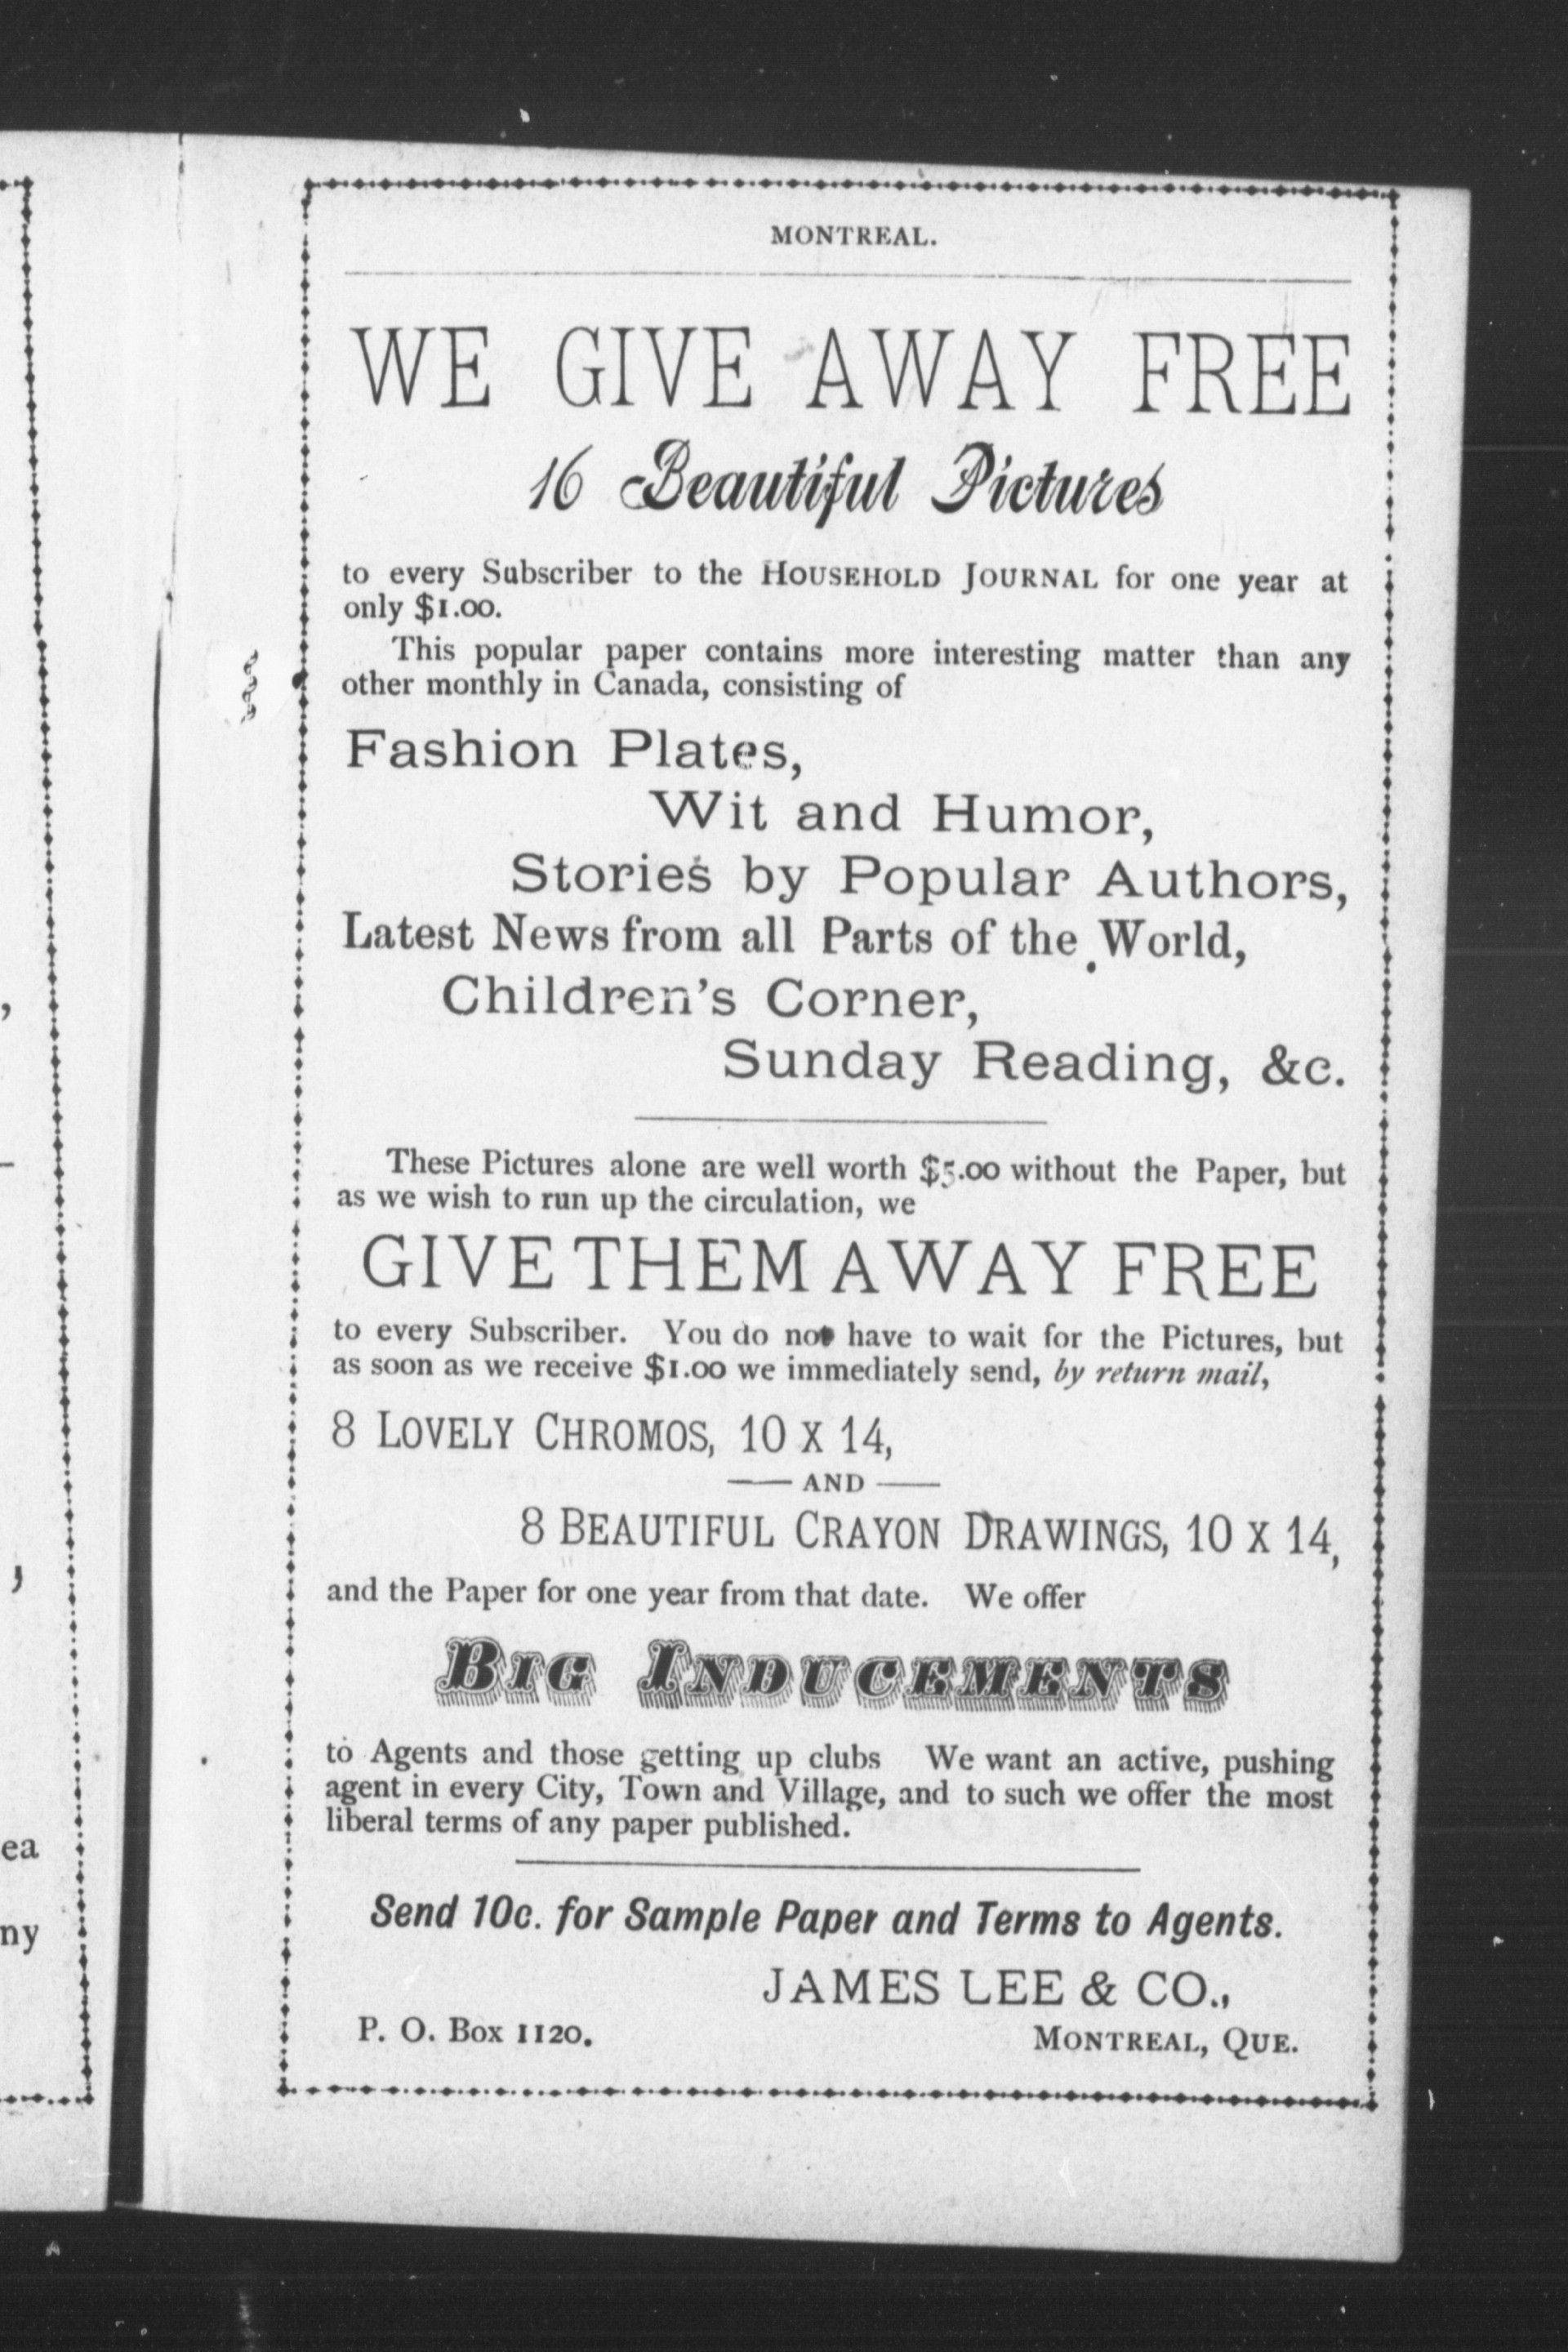 MONTREAL.
WE GIVE AWAY FREE
16 Beautiful Pictures
to every Subscriber to the HOUSEHOLD JOURNAL for one year at
only $1.00.
This popular paper contains more interesting matter than any
other monthly in Canada, consisting of
Fashion Plates,
Wit and Humor,
Stories by Popular Authors,
Latest News from all Parts of the World,
Children's Corner,
Sunday Reading, &c.
These Pictures alone are well worth $5.00 without the Paper, but
as we wish to run up the circulation, we
GIVE THEM AWAY FREE
to every Subscriber. You do not have to wait for the Pictures, but
as soon as we receive $1.00 we immediately send, by return mail,
8 LOVELY CHROMOS, 10 X 14,
— AND —
8 BEAUTIFUL CRAYON DRAWINGS, 10 X 14,
and the Paper for one year from that date. We offer
BIG INDUCEMENTS
to Agents and those getting up clubs We want an active, pushing
agent in every City, Town and Village, and to such we offer the most
liberal terms of any paper published.
Send 10c. for Sample Paper and Terms to Agents.
JAMES LEE & CO.,
P. O. Box 1120.
MONTREAL, QUE.